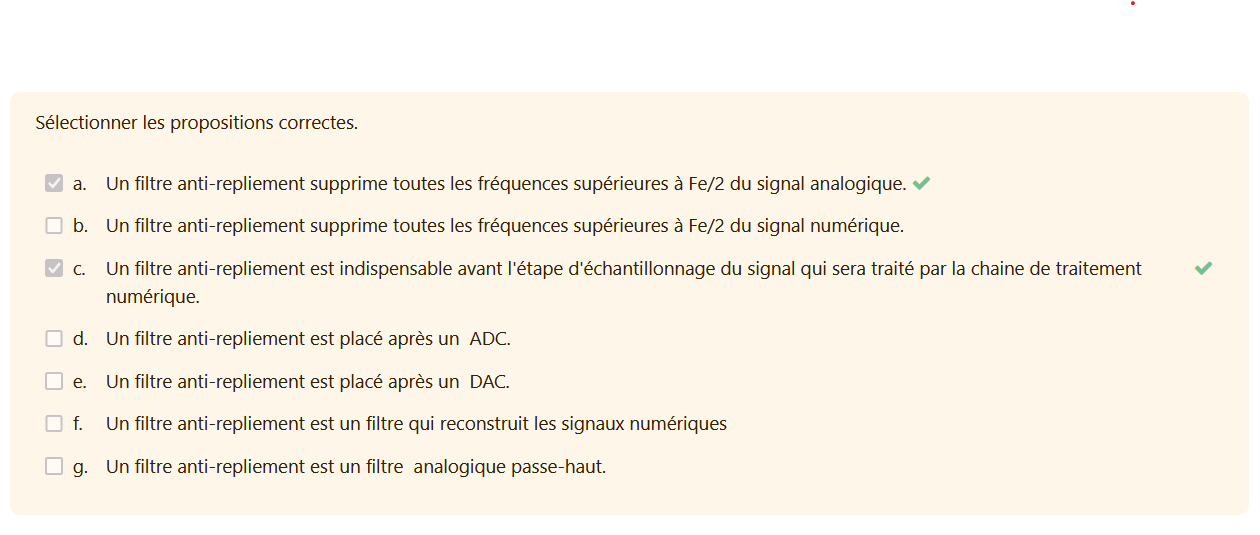 Sélectionner les propositions correctes.
a. Un filtre anti-repliement supprime toutes les fréquences supérieures à Fe/2 du signal analogique.
b. Un filtre anti-repliement supprime toutes les fréquences supérieures à Fe/2 du signal numérique.
c. Un filtre anti-repliement est indispensable avant l'étape d'échantillonnage du signal qui sera traité par la chaine de traitement
numérique.
d. Un filtre anti-repliement est placé après un ADC.
e. Un filtre anti-repliement est placé après un DAC.
f. Un filtre anti-repliement est un filtre qui reconstruit les signaux numériques
g. Un filtre anti-repliement est un filtre analogique passe-haut.